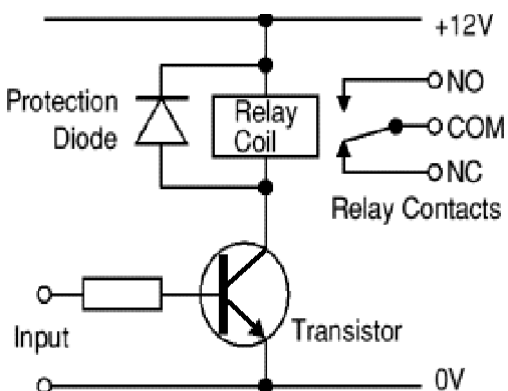 +12V
Protection
Diode
Relay
Coil
NO
COM
NC
Relay Contacts
Input
Transistor
0V